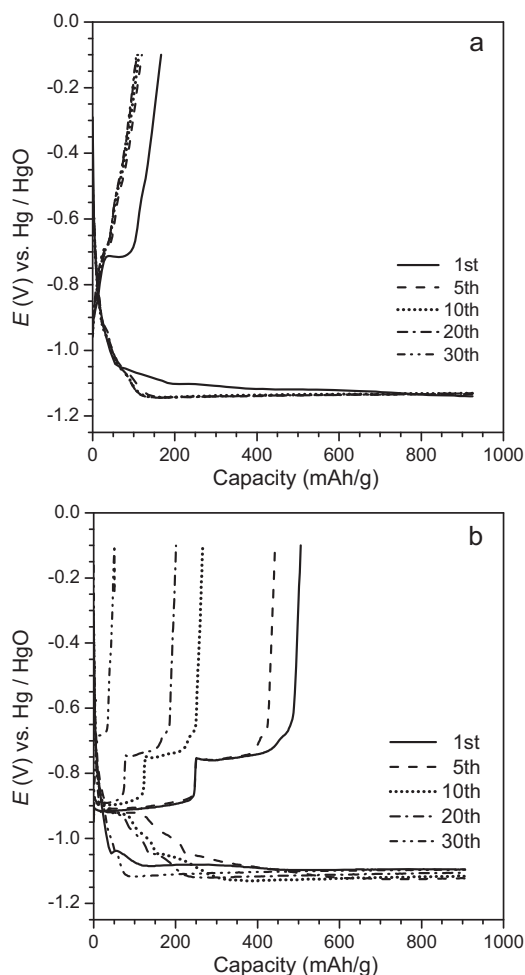 a
0.0
-0.2
-0.4
-0.6
-0.8
-1.0
-1.2
E (V) vs. Hg / HgO
1st
5th
10th
20th
30th
0 200 400 600 800 1000
Capacity (mAh/g)
b
0.0
-0.2
-0.4
-0.6
-0.8
-1.0
-1.2
E (V) vs. Hg / HgO
1st
5th
10th
20th
30th
0 200 400 600 800 1000
Capacity (mAh/g)